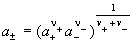 a± = (a₊^ν₊ a₋^ν₋)^(1/(ν₊ + ν₋))